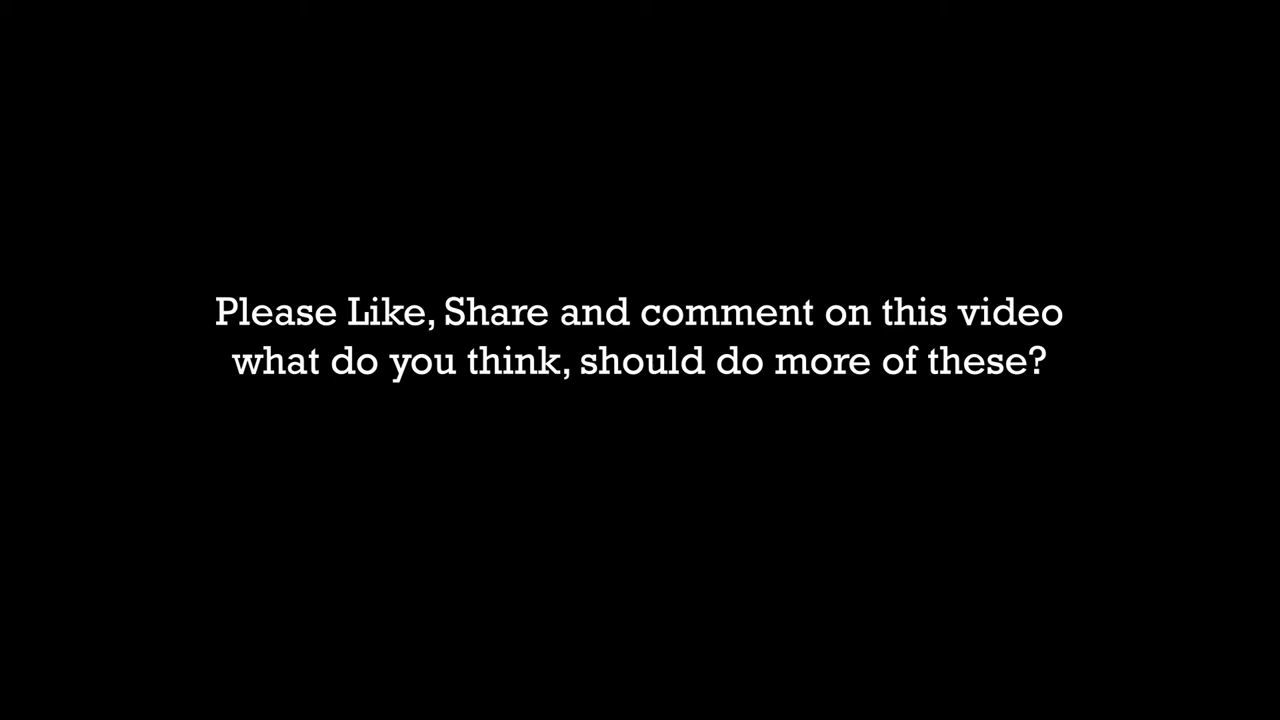 Please Like, Share and comment on this video
what do you think, should do more of these?